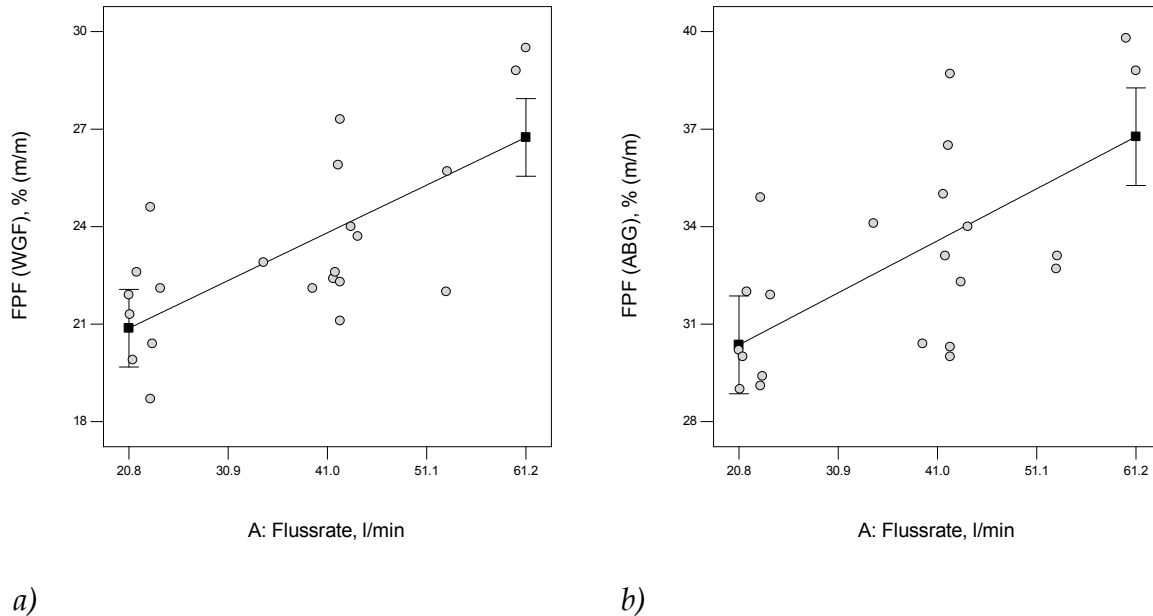 30
27
24
21
18
FPF (WGF), % (m/m)
20.8 30.9 41.0 51.1 61.2
A: Flussrate, l/min
a)
40
37
34
31
28
FPF (ABG), % (m/m)
20.8 30.9 41.0 51.1 61.2
A: Flussrate, l/min
b)